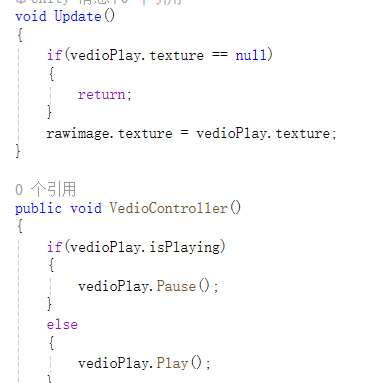 void Update()
{
if(vedioPlay.texture == null)
{
return;
}
rawimage.texture = vedioPlay.texture;
}
0 个引用
public void VedioController()
{
if(vedioPlay.isPlaying)
{
vedioPlay.Pause();
}
else
{
vedioPlay.Play();
}